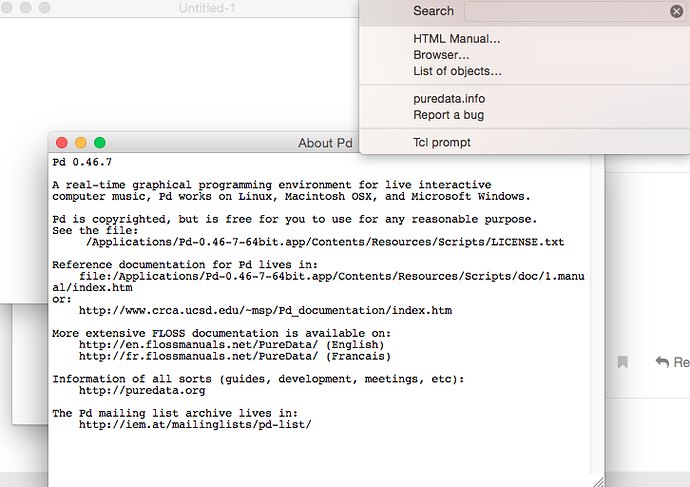 Untitled-1
Search
HTML Manual...
Browser...
List of objects...
puredata.info
Report a bug
Tcl prompt
About Pd
Pd 0.46.7
A real-time graphical programming environment for live interactive
computer music, Pd works on Linux, Macintosh OSX, and Microsoft Windows.
Pd is copyrighted, but is free for you to use for any reasonable purpose.
See the file:
/Applications/Pd-0.46-7-64bit.app/Contents/Resources/Scripts/LICENSE.txt
Reference documentation for Pd lives in:
file:/Applications/Pd-0.46-7-64bit.app/Contents/Resources/Scripts/doc/1.manu
al/index.htm
or:
http://www.crca.ucsd.edu/~msp/Pd_documentation/index.htm
More extensive FLOSS documentation is available on:
http://en.flossmanuals.net/PureData/ (English)
http://fr.flossmanuals.net/PureData/ (Francais)
Information of all sorts (guides, development, meetings, etc):
http://puredata.org
The Pd mailing list archive lives in:
http://iem.at/mailinglists/pd-list/
Re